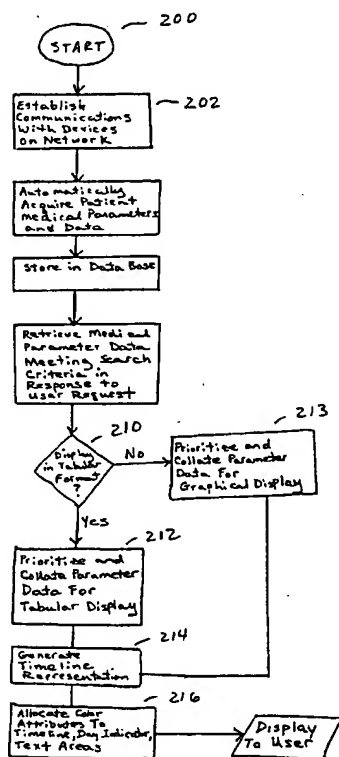 200
START
202
Establish
Communications
With Devices
on Network
Automatically
Acquire Patient
Medical Parameters
and Data
Store in Data Base
Retrieve Medical
Parameter Data
Meeting Search
Criteria in
Response to
User Request
210
Display
in Tabular
Format
?
No
213
Prioritize and
Collate Parameter
Data For
Graphical Display
Yes
212
Prioritize and
Collate Parameter
Data For
Tabular Display
214
Generate
Timeline
Representation
216
Allocate Color
Attributes To
Timeline, Day Indicator,
Text Areas
Display
To User